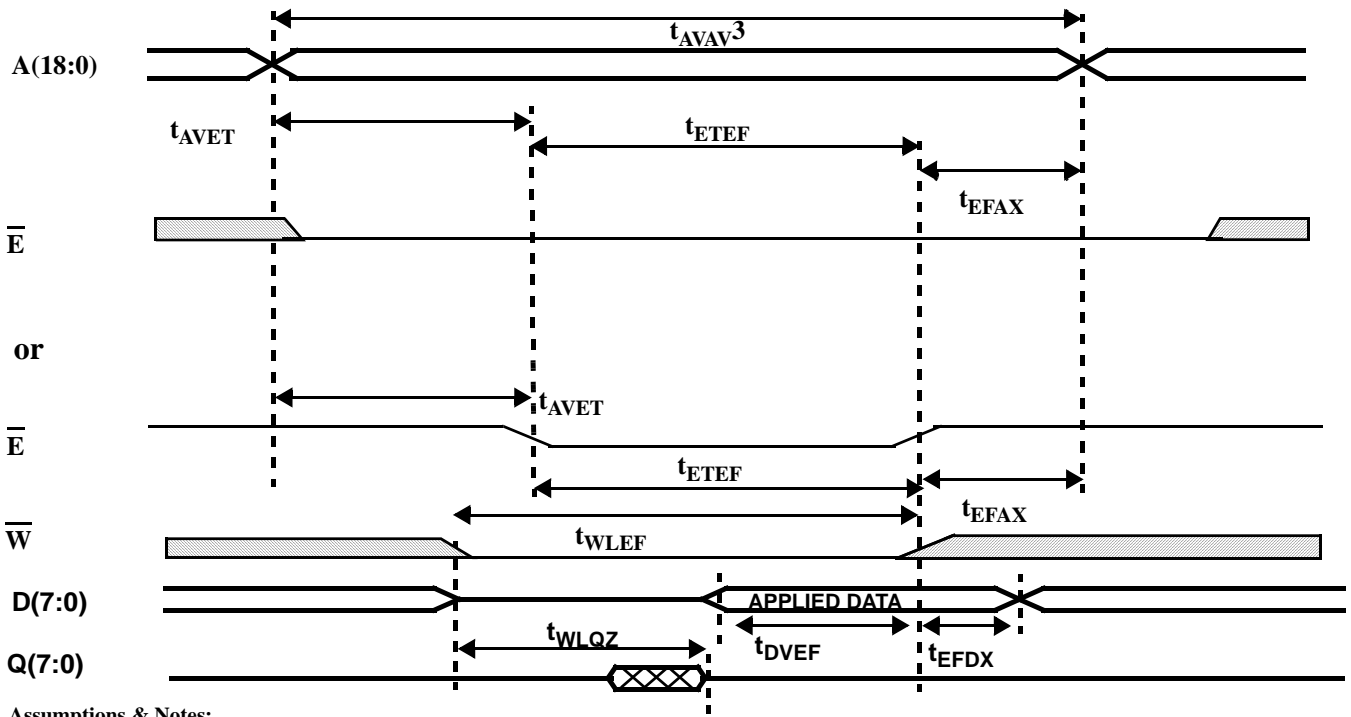 tAVAV3
A(18:0)
tAVET
tETEF
tEFAX
E
or
tAVET
E
tETEF
tEFAX
W
tWLEF
D(7:0)
APPLIED DATA
tWLQZ
tDVEF
tEFDX
Q(7:0)
Assumptions & Notes: